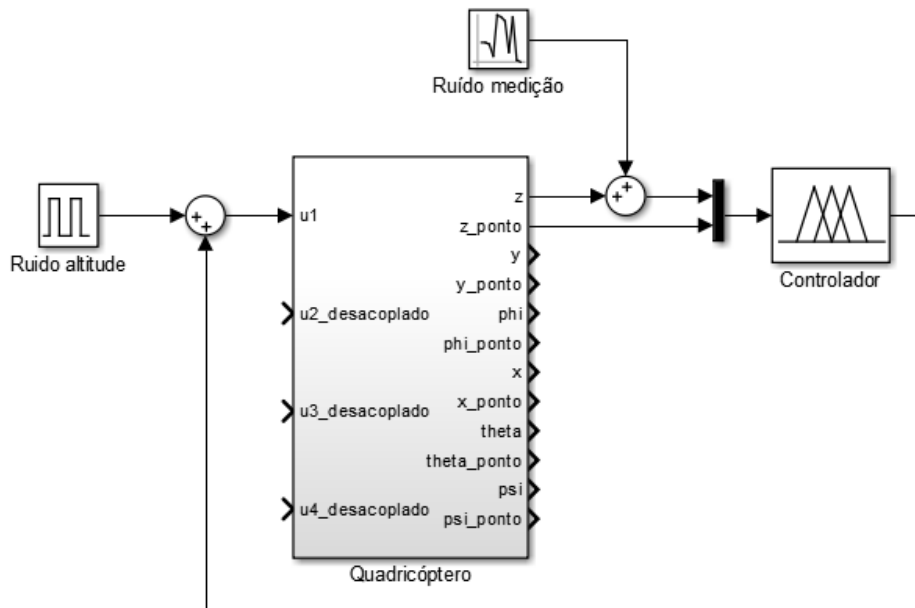 Ruído medição
Ruido altitude
u1
u2_desacoplado
u3_desacoplado
u4_desacoplado
z
z_ponto
y
y_ponto
phi
phi_ponto
x
x_ponto
theta
theta_ponto
psi
psi_ponto
Quadricóptero
Controlador